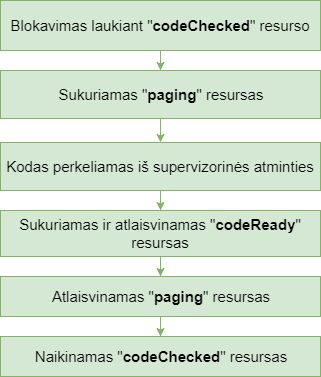 Blokavimas laukiant "codeChecked" resurso
Sukuriamas "paging" resursas
Kodas perkeliamas iš supervizorinės atminties
Sukuriamas ir atlaisvinamas "codeReady"
resursas
Atlaisvinamas "paging" resursas
Naikinamas "codeChecked" resursas